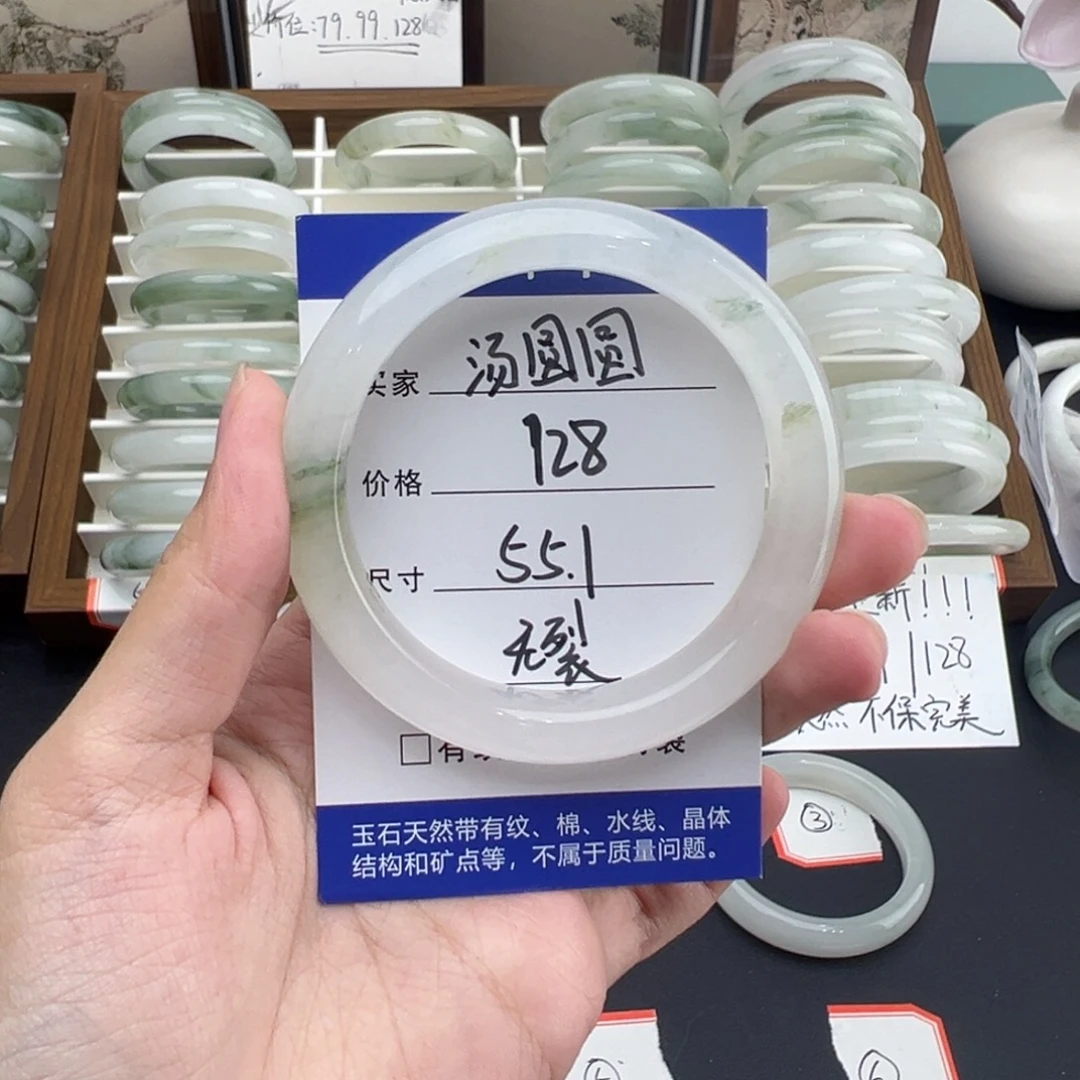 价位:79.99.128
买家 汤圆圆
价格 128
尺寸 55.1
无裂
□有
玉石天然带有纹、棉、水线、晶体
结构和矿点等，不属于质量问题。
新!!!
128
不保完美
③